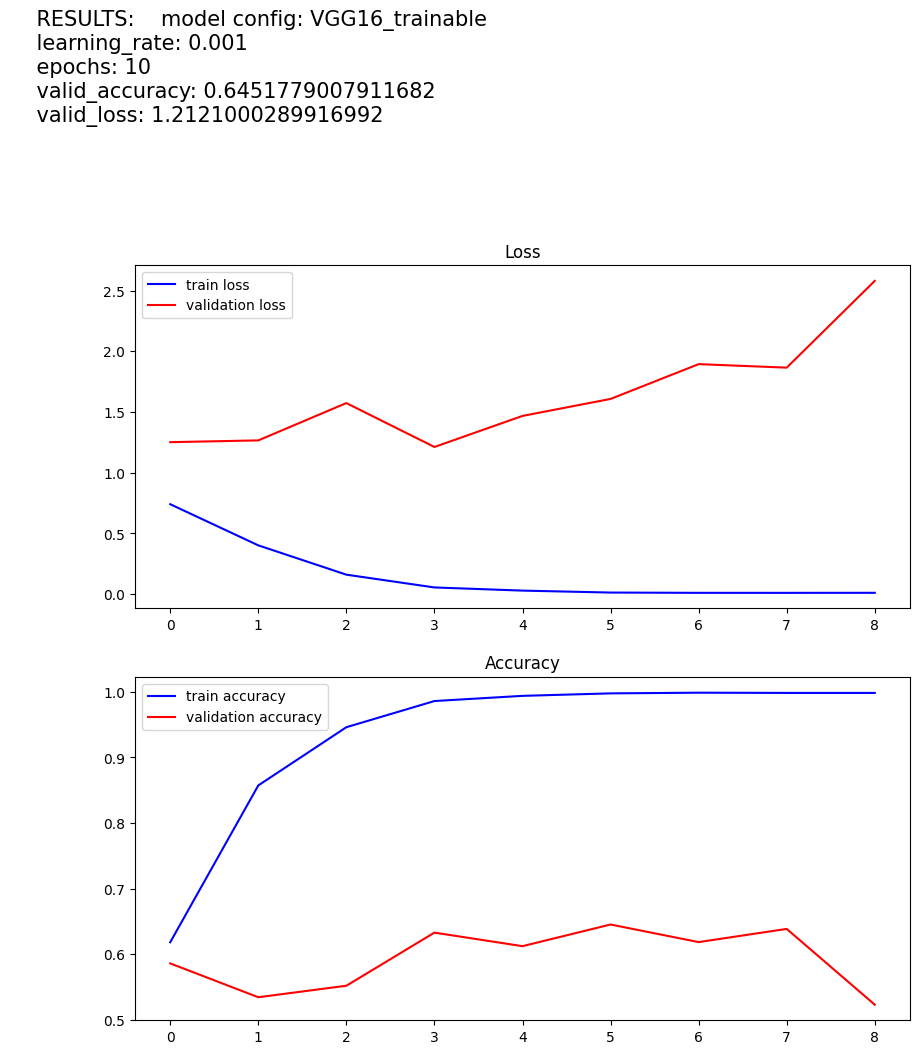 RESULTS:    model config: VGG16_trainable
learning_rate: 0.001
epochs: 10
valid_accuracy: 0.6451779007911682
valid_loss: 1.2121000289916992
Loss
train loss
validation loss
2.5
2.0
1.5
1.0
0.5
0.0
0 1 2 3 4 5 6 7 8
Accuracy
train accuracy
validation accuracy
1.0
0.9
0.8
0.7
0.6
0.5
0 1 2 3 4 5 6 7 8